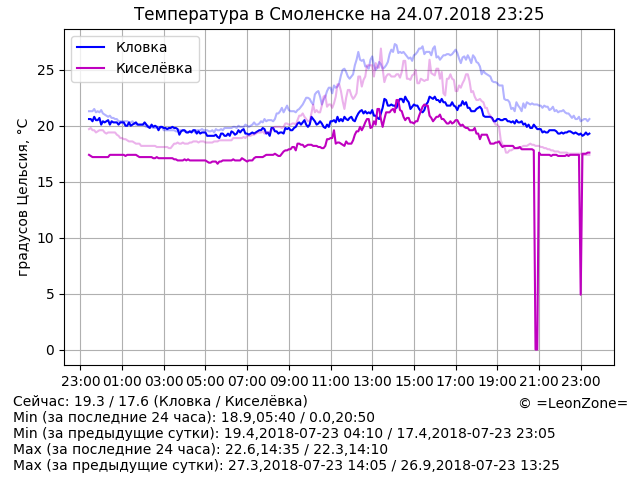 Температура в Смоленске на 24.07.2018 23:25
Кловка
Киселёвка
градусов Цельсия, °C
25
20
15
10
5
0
23:00 01:00 03:00 05:00 07:00 09:00 11:00 13:00 15:00 17:00 19:00 21:00 23:00
Сейчас: 19.3 / 17.6 (Кловка / Киселёвка)
© =LeonZone=
Min (за последние 24 часа): 18.9,05:40 / 0.0,20:50
Min (за предыдущие сутки): 19.4,2018-07-23 04:10 / 17.4,2018-07-23 23:05
Max (за последние 24 часа): 22.6,14:35 / 22.3,14:10
Max (за предыдущие сутки): 27.3,2018-07-23 14:05 / 26.9,2018-07-23 13:25